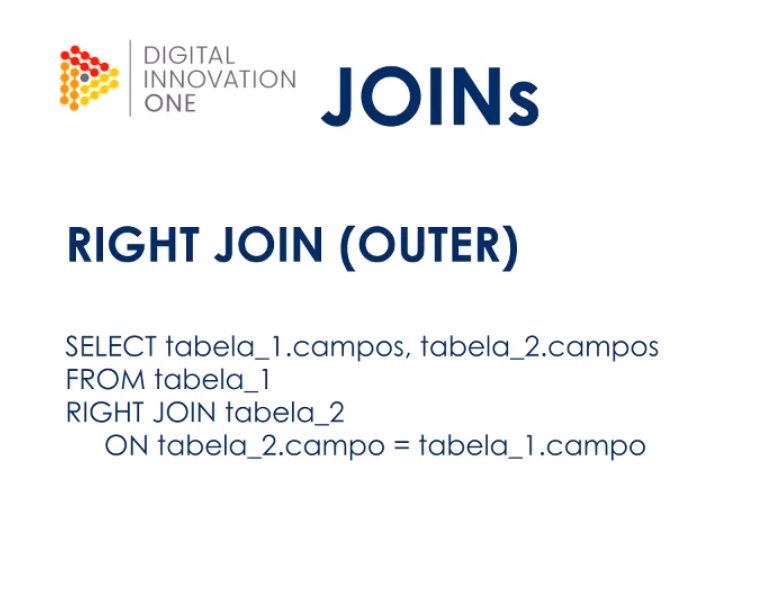 DIGITAL
INNOVATION
ONE
JOINs
RIGHT JOIN (OUTER)
SELECT tabela_1.campos, tabela_2.campos
FROM tabela_1
RIGHT JOIN tabela_2
ON tabela_2.campo = tabela_1.campo